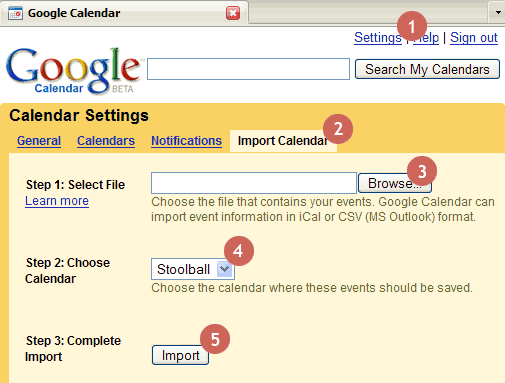 Google Calendar
1
Settings | Help | Sign out
Google
Calendar BETA
Search My Calendars
Calendar Settings
General Calendars Notifications Import Calendar 2
3
Step 1: Select File Browse...
Learn more Choose the file that contains your events. Google Calendar can
import event information in iCal or CSV (MS Outlook) format.
4
Step 2: Choose
Calendar Stoolball
Choose the calendar where these events should be saved.
5
Step 3: Complete
Import Import